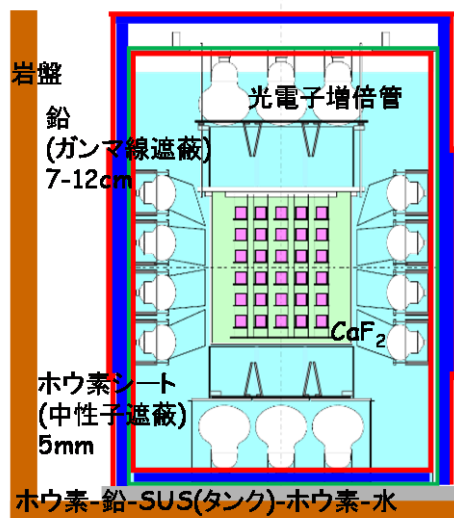 岩盤
光電子増倍管
鉛
(ガンマ線遮蔽)
7-12cm
CaF₂
ホウ素シート
(中性子遮蔽)
5mm
ホウ素-鉛-SUS(タンク)-ホウ素-水